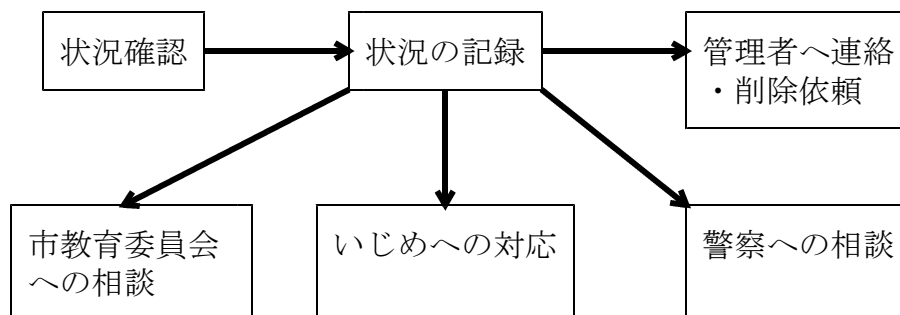 状況確認
状況の記録
管理者へ連絡
・削除依頼
市教育委員会
への相談
いじめへの対応
警察への相談